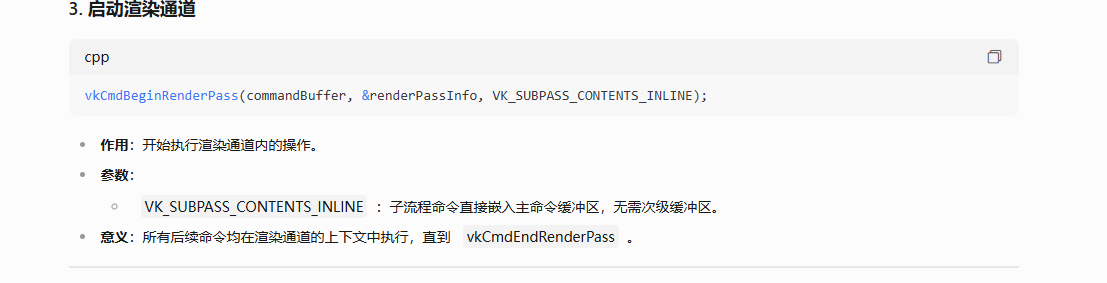 3. 启动渲染通道
cpp
vkCmdBeginRenderPass(commandBuffer, &renderPassInfo, VK_SUBPASS_CONTENTS_INLINE);
作用：开始执行渲染通道内的操作。
参数：
VK_SUBPASS_CONTENTS_INLINE ：子流程命令直接嵌入主命令缓冲区，无需次级缓冲区。
意义：所有后续命令均在渲染通道的上下文中执行，直到 vkCmdEndRenderPass 。